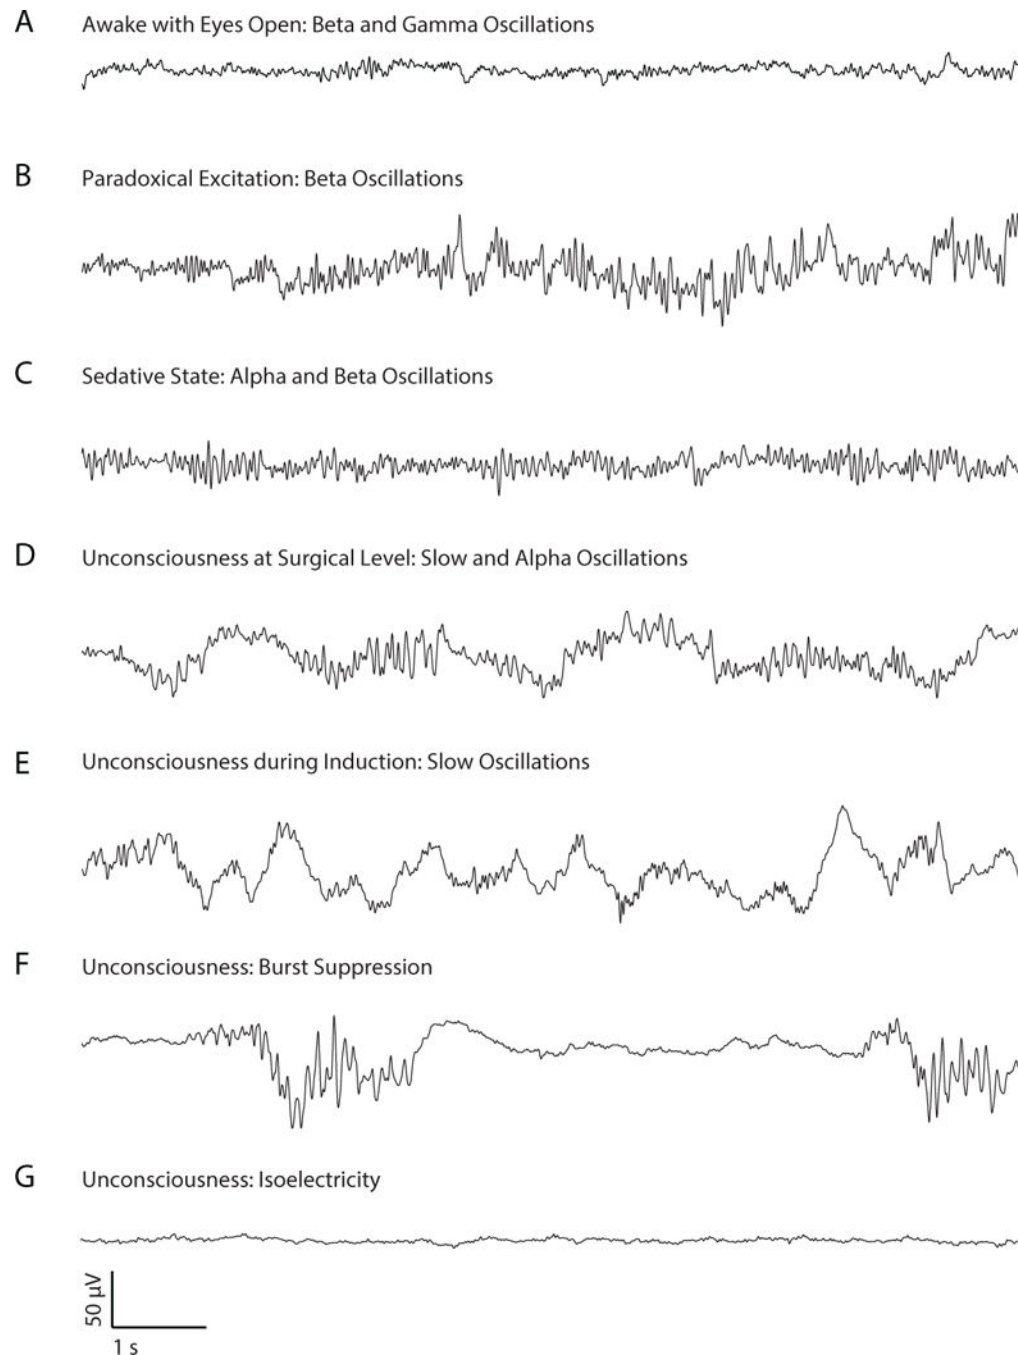 A Awake with Eyes Open: Beta and Gamma Oscillations
B Paradoxical Excitation: Beta Oscillations
C Sedative State: Alpha and Beta Oscillations
D Unconsciousness at Surgical Level: Slow and Alpha Oscillations
E Unconsciousness during Induction: Slow Oscillations
F Unconsciousness: Burst Suppression
G Unconsciousness: Isoelectricity
50 μV
1 s